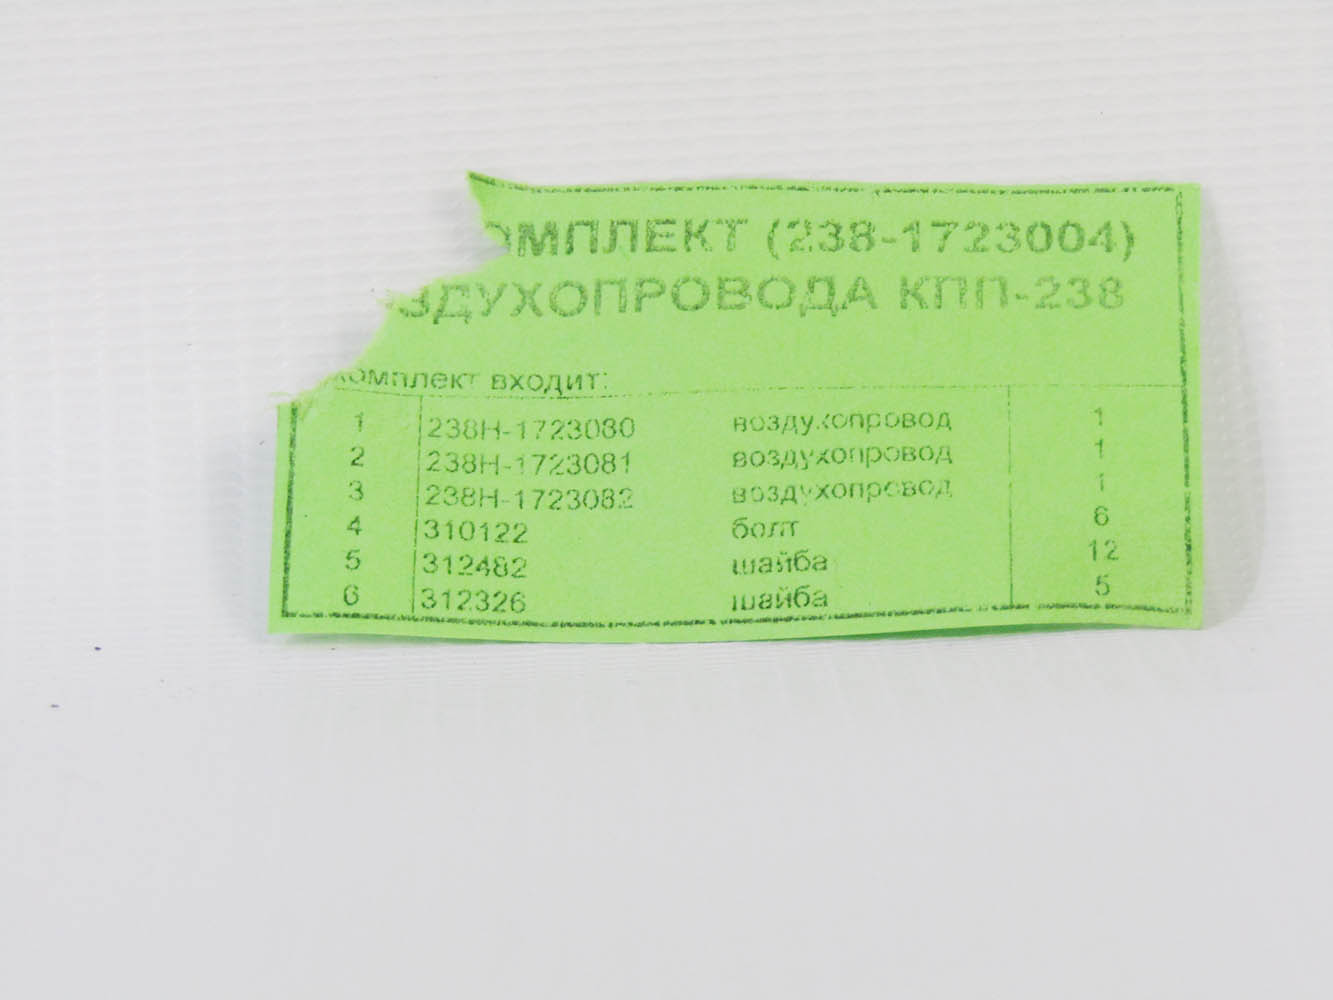 ОМПЛЕКТ (238-1723004)
ЗДУХОПРОВОДА КПП-238
комплект входит:
1 238Н-1723080 воздухопровод 1
2 238Н-1723081 воздухопровод 1
3 238Н-1723082 воздухопровод 1
4 310122 болт 6
5 312482 шайба 12
6 312326 шайба 5